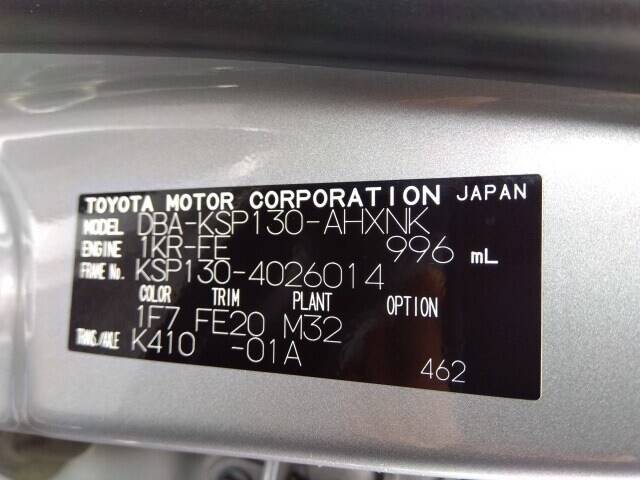 TOYOTA MOTOR CORPORATION JAPAN
MODEL DBA-KSP130-AHXNK
ENGINE 1KR-FE 996 mL
FRAME No. KSP130-4026014
COLOR TRIM PLANT OPTION
1F7 FE20 M32
TRANS/AXLE K410 -01A
462